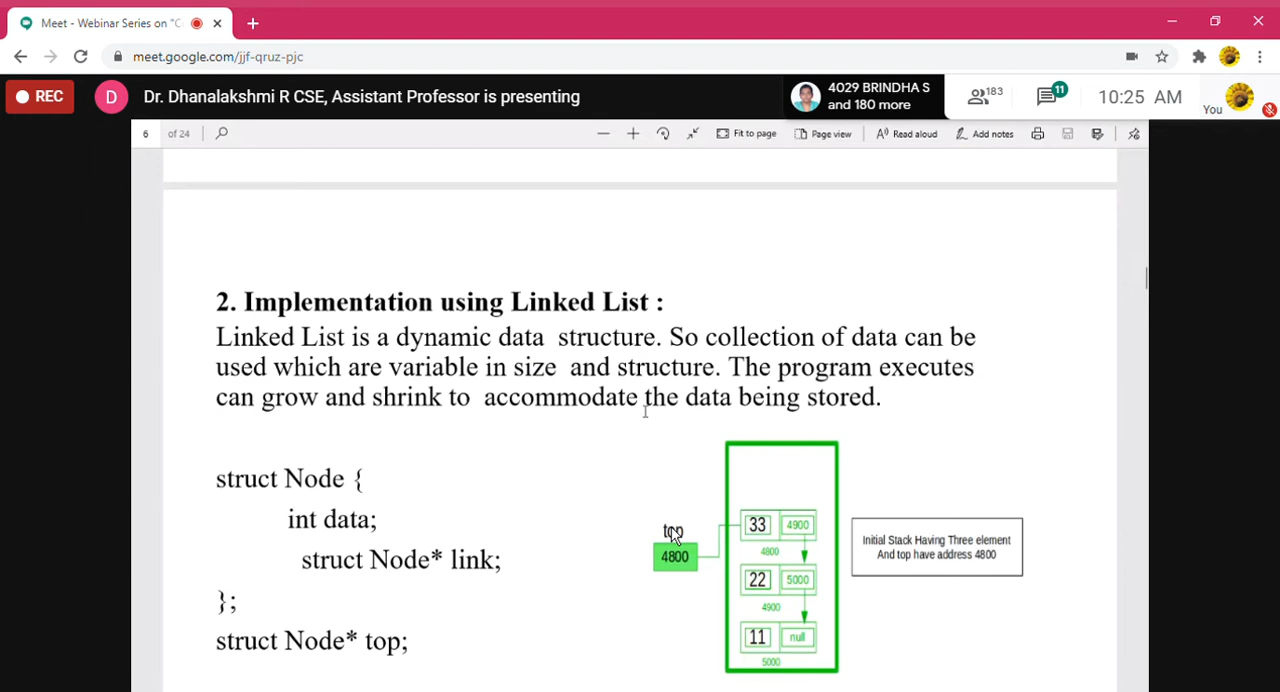 Meet - Webinar Series on "C
meet.google.com/jjf-qruz-pjc
REC
D
Dr. Dhanalakshmi R CSE, Assistant Professor is presenting
4029 BRINDHA S
and 180 more
183
11
10:25 AM
You
6 of 24
Fit to page
Page view
Read aloud
Add notes
2. Implementation using Linked List :
Linked List is a dynamic data structure. So collection of data can be
used which are variable in size and structure. The program executes
can grow and shrink to accommodate the data being stored.
struct Node {
int data;
struct Node* link;
};
struct Node* top;
top
4800
33 4900
4800
22 5000
4900
11 null
5000
Initial Stack Having Three element
And top have address 4800